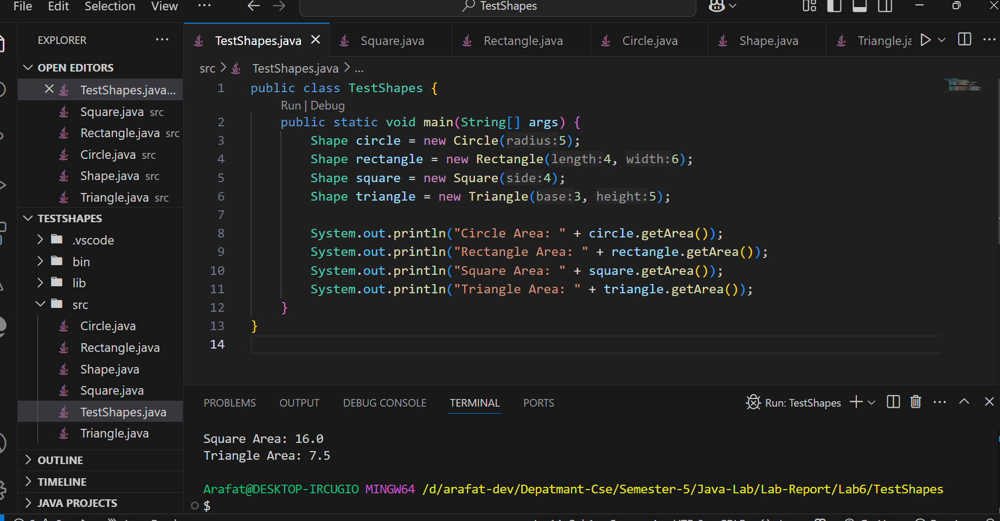 File Edit Selection View ··· TestShapes
EXPLORER ···
OPEN EDITORS
TestShapes.java...
Square.java src
Rectangle.java src
Circle.java src
Shape.java src
Triangle.java src
TESTSHAPES
.vscode
bin
lib
src
Circle.java
Rectangle.java
Shape.java
Square.java
TestShapes.java
Triangle.java
OUTLINE
TIMELINE
JAVA PROJECTS
TestShapes.java Square.java Rectangle.java Circle.java Shape.java Triangle.ja
src > TestShapes.java > ...
1 public class TestShapes {
Run | Debug
2 public static void main(String[] args) {
3 Shape circle = new Circle(radius:5);
4 Shape rectangle = new Rectangle(length:4, width:6);
5 Shape square = new Square(side:4);
6 Shape triangle = new Triangle(base:3, height:5);
7
8 System.out.println("Circle Area: " + circle.getArea());
9 System.out.println("Rectangle Area: " + rectangle.getArea());
10 System.out.println("Square Area: " + square.getArea());
11 System.out.println("Triangle Area: " + triangle.getArea());
12 }
13 }
14
PROBLEMS OUTPUT DEBUG CONSOLE TERMINAL PORTS Run: TestShapes
Square Area: 16.0
Triangle Area: 7.5
Arafat@DESKTOP-IRCUGIO MINGW64 /d/arafat-dev/Depatmant-Cse/Semester-5/Java-Lab/Lab-Report/Lab6/TestShapes
$